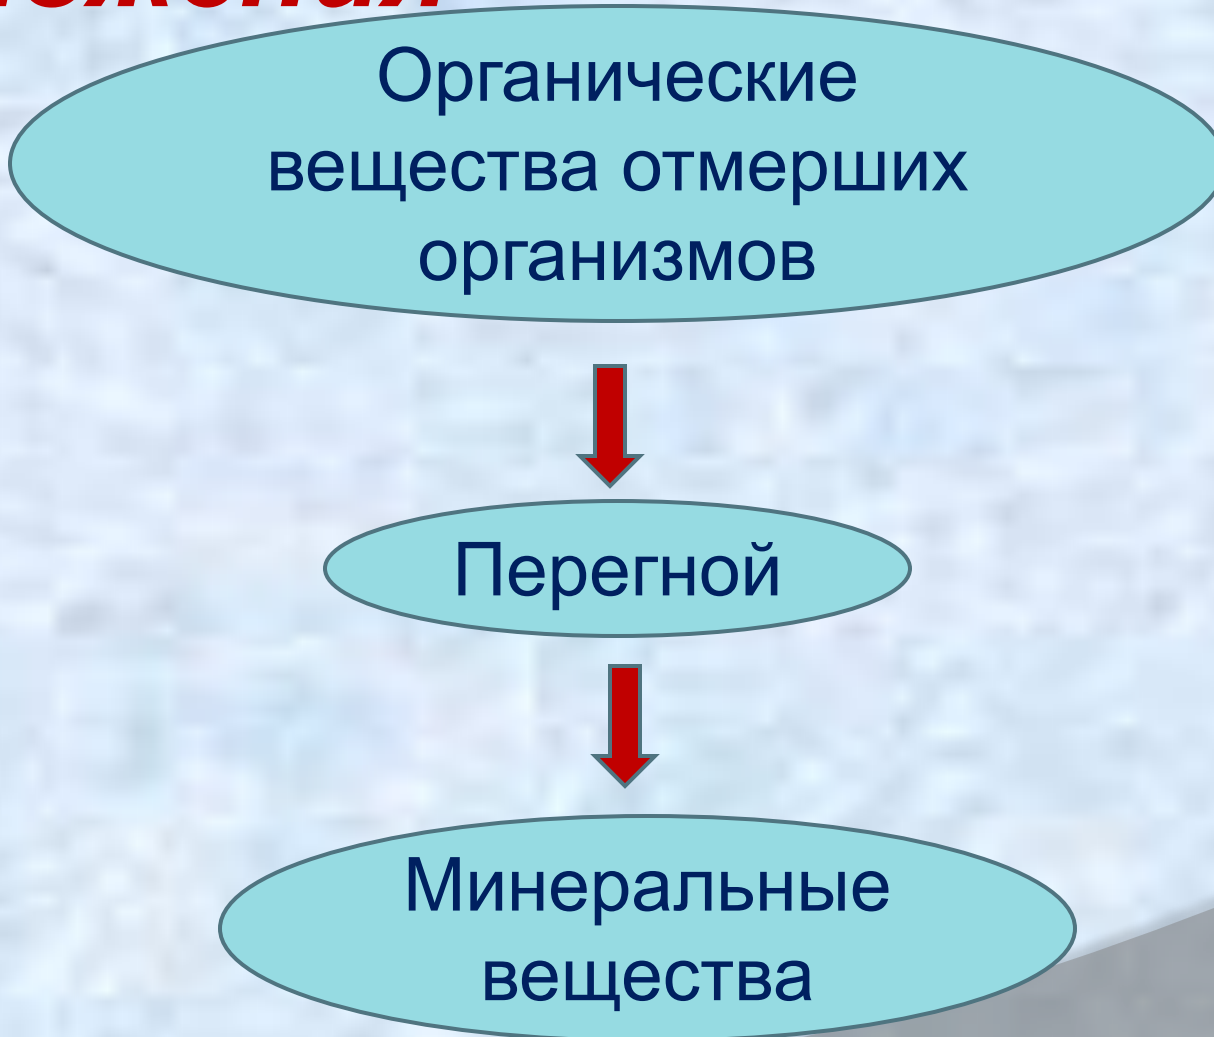 Органические
вещества отмерших
организмов
Перегной
Минеральные
вещества